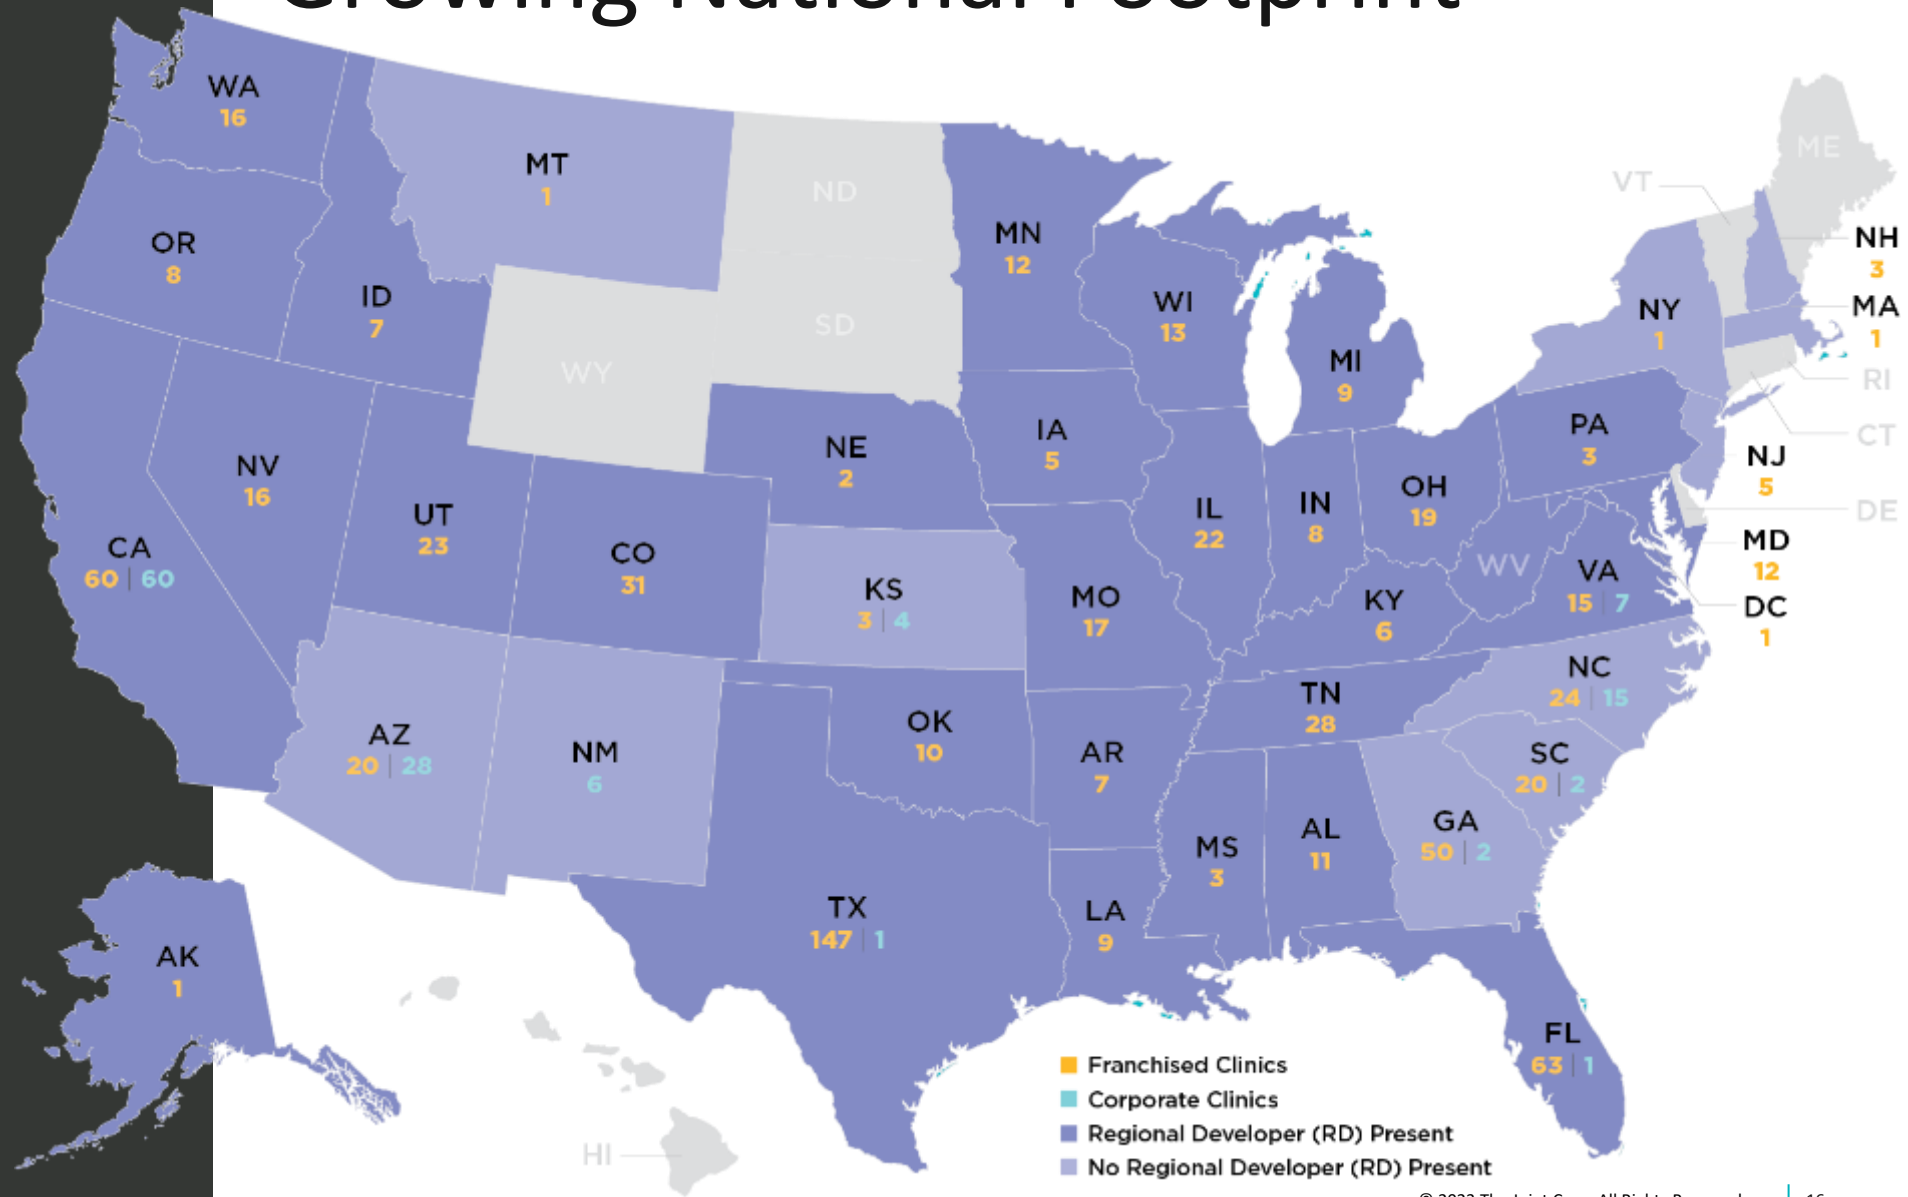 Growing National Footprint
WA
16
MT
1
ND
ME
VT
OR
8
MN
12
NH
3
ID
7
WI
13
SD
NY
1
MA
1
WY
MI
9
RI
NE
2
IA
5
PA
3
CT
NV
16
NJ
5
UT
23
IL
22
IN
8
OH
19
DE
CA
60 | 60
CO
31
KS
3 | 4
MO
17
KY
6
WV
VA
15 | 7
MD
12
DC
1
NC
24 | 15
TN
28
AZ
20 | 28
NM
6
OK
10
AR
7
SC
20 | 2
GA
50 | 2
MS
3
AL
11
TX
147 | 1
LA
9
AK
1
FL
63 | 1
HI
Franchised Clinics
Corporate Clinics
Regional Developer (RD) Present
No Regional Developer (RD) Present